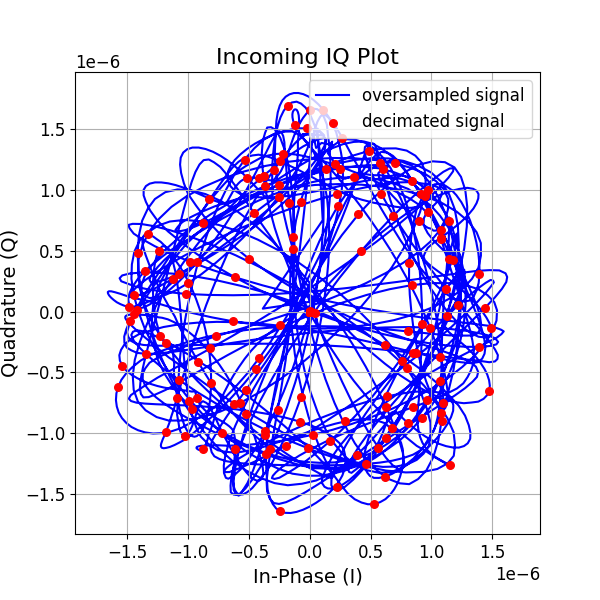 Incoming IQ Plot
1e−6
oversampled signal
decimated signal
Quadrature (Q)
1.5
1.0
0.5
0.0
−0.5
−1.0
−1.5
−1.5 −1.0 −0.5 0.0 0.5 1.0 1.5
In-Phase (I)
1e−6